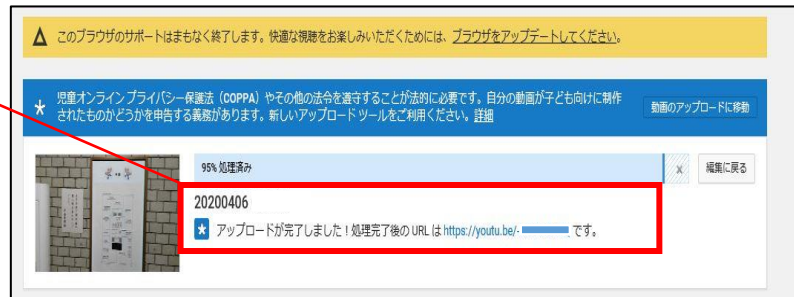 このブラウザのサポートはまもなく終了します。快適な視聴をお楽しみいただくためには、ブラウザをアップデートしてください。
児童オンライン プライバシー保護法（COPPA）やその他の法令を遵守することが法的に必要です。自分の動画が子ども向けに制作
されたものかどうかを申告する義務があります。新しいアップロード ツールをご利用ください。詳細
動画のアップロードに移動
95% 処理済み
x
編集に戻る
20200406
アップロードが完了しました！処理完了後の URL は https://youtu.be/- です。